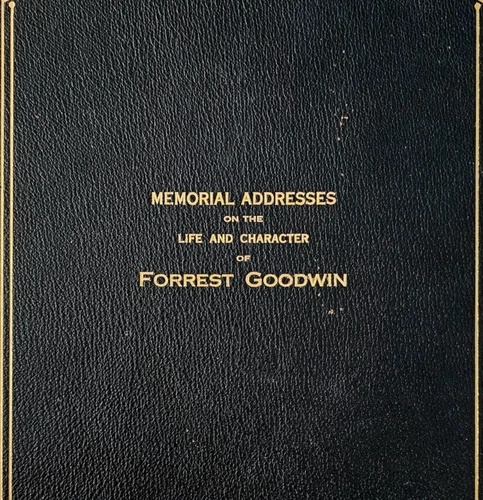 MEMORIAL ADDRESSES
ON THE
LIFE AND CHARACTER
OF
FORREST GOODWIN